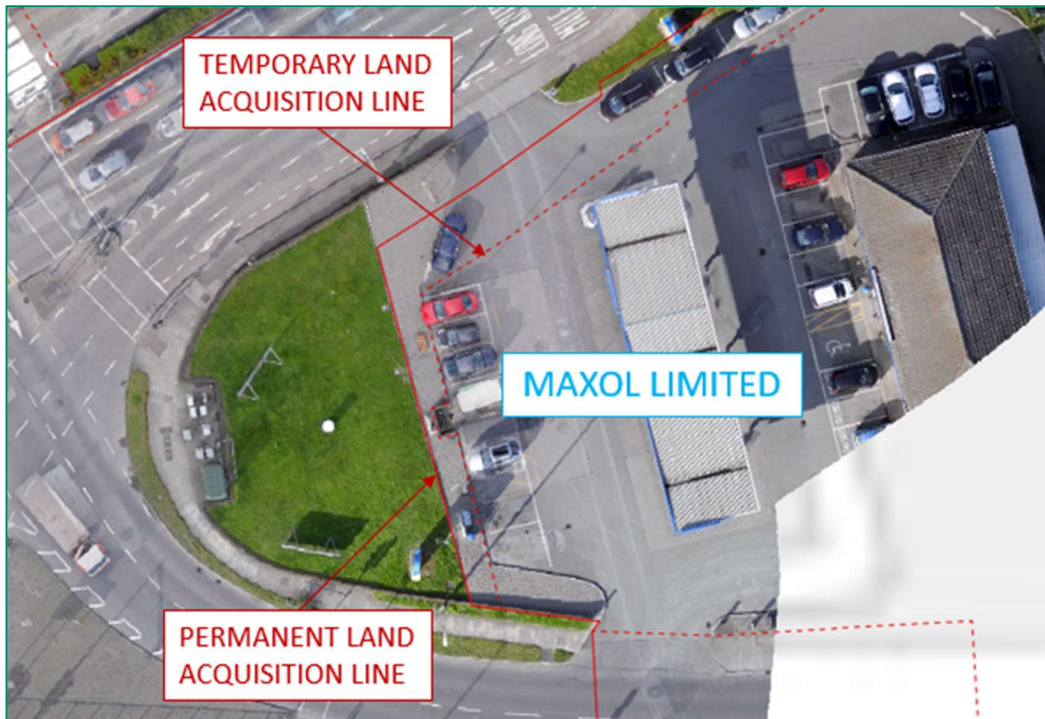 TEMPORARY LAND
ACQUISITION LINE
MAXOL LIMITED
PERMANENT LAND
ACQUISITION LINE